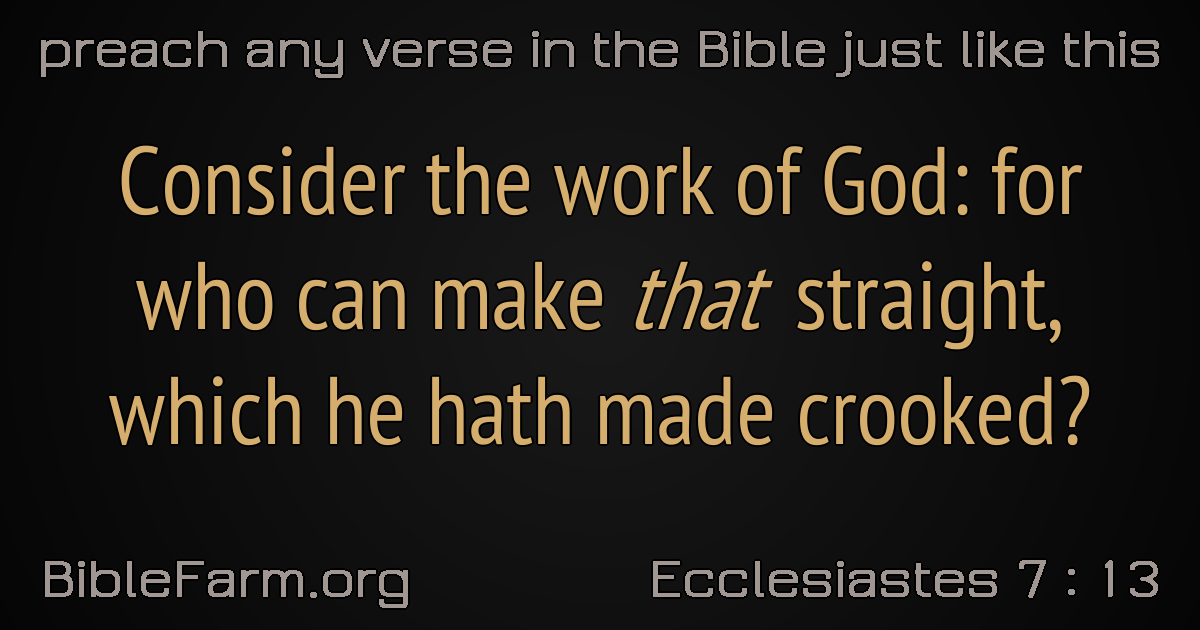 preach any verse in the Bible just like this
Consider the work of God: for
who can make that straight,
which he hath made crooked?
BibleFarm.org
Ecclesiastes 7 : 13